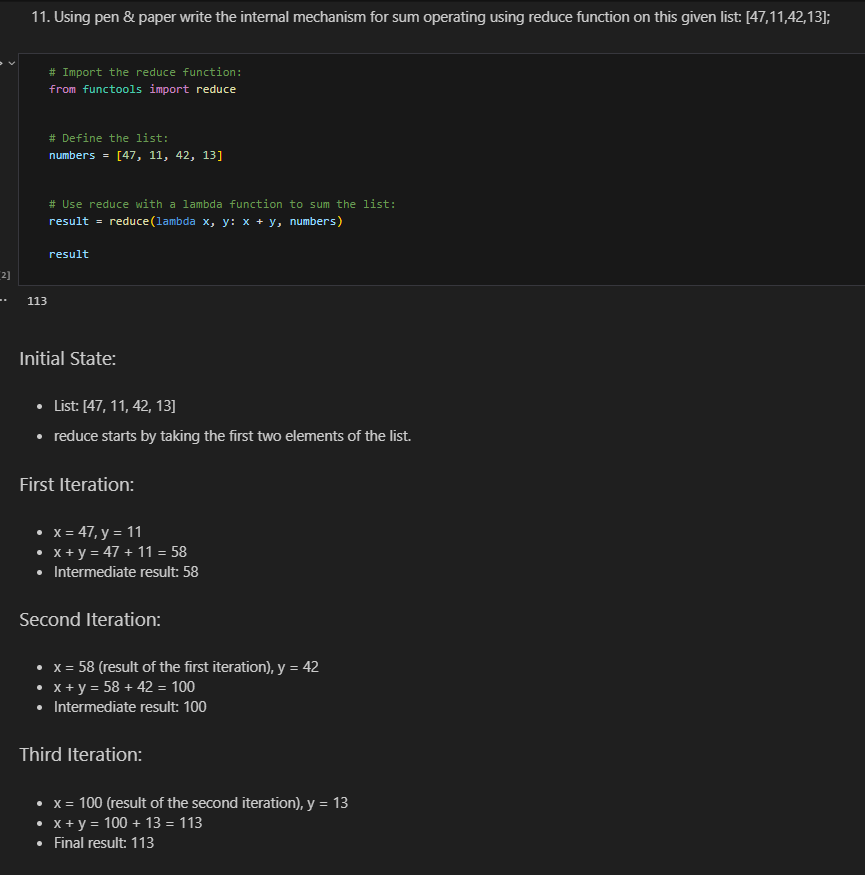 11. Using pen & paper write the internal mechanism for sum operating using reduce function on this given list: [47,11,42,13];
# Import the reduce function:
from functools import reduce
# Define the list:
numbers = [47, 11, 42, 13]
# Use reduce with a lambda function to sum the list:
result = reduce(lambda x, y: x + y, numbers)
result
2]
113
Initial State:
• List: [47, 11, 42, 13]
• reduce starts by taking the first two elements of the list.
First Iteration:
• x = 47, y = 11
• x + y = 47 + 11 = 58
• Intermediate result: 58
Second Iteration:
• x = 58 (result of the first iteration), y = 42
• x + y = 58 + 42 = 100
• Intermediate result: 100
Third Iteration:
• x = 100 (result of the second iteration), y = 13
• x + y = 100 + 13 = 113
• Final result: 113